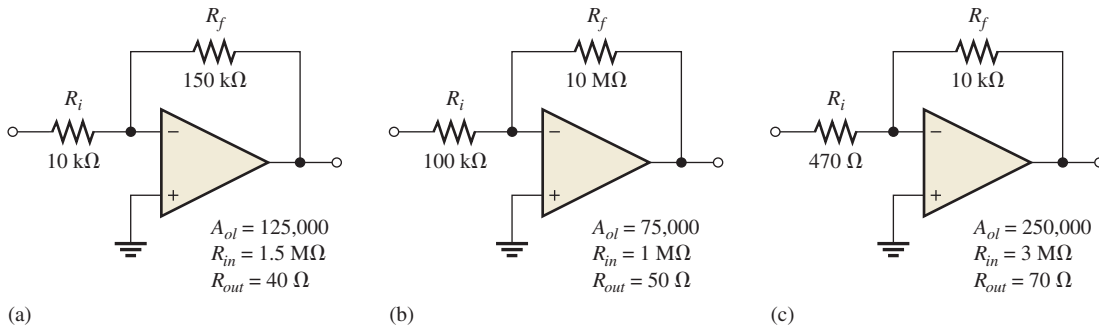 R_f
150 kΩ
R_i
10 kΩ
−
+
A_ol = 125,000
R_in = 1.5 MΩ
R_out = 40 Ω
(a)
R_f
10 MΩ
R_i
100 kΩ
−
+
A_ol = 75,000
R_in = 1 MΩ
R_out = 50 Ω
(b)
R_f
10 kΩ
R_i
470 Ω
−
+
A_ol = 250,000
R_in = 3 MΩ
R_out = 70 Ω
(c)